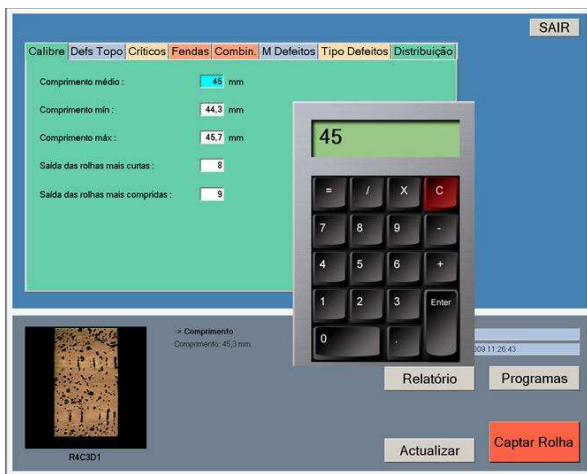 SAIR
Calibre Defs Topo Críticos Fendas Combin. M Defeitos Tipo Defeitos Distribuição
Comprimento médio : 45 mm
Comprimento mín : 44,3 mm
Comprimento máx : 45,7 mm
Saída das rolhas mais curtas : 8
Saída das rolhas mais compridas : 9
45
= / X C
7 8 9 -
4 5 6 +
1 2 3 Enter
0 .
-> Comprimento
Comprimento: 45,3 mm
009 11:26:43
Relatório Programas
Actualizar Captar Rolha
R4C3D1